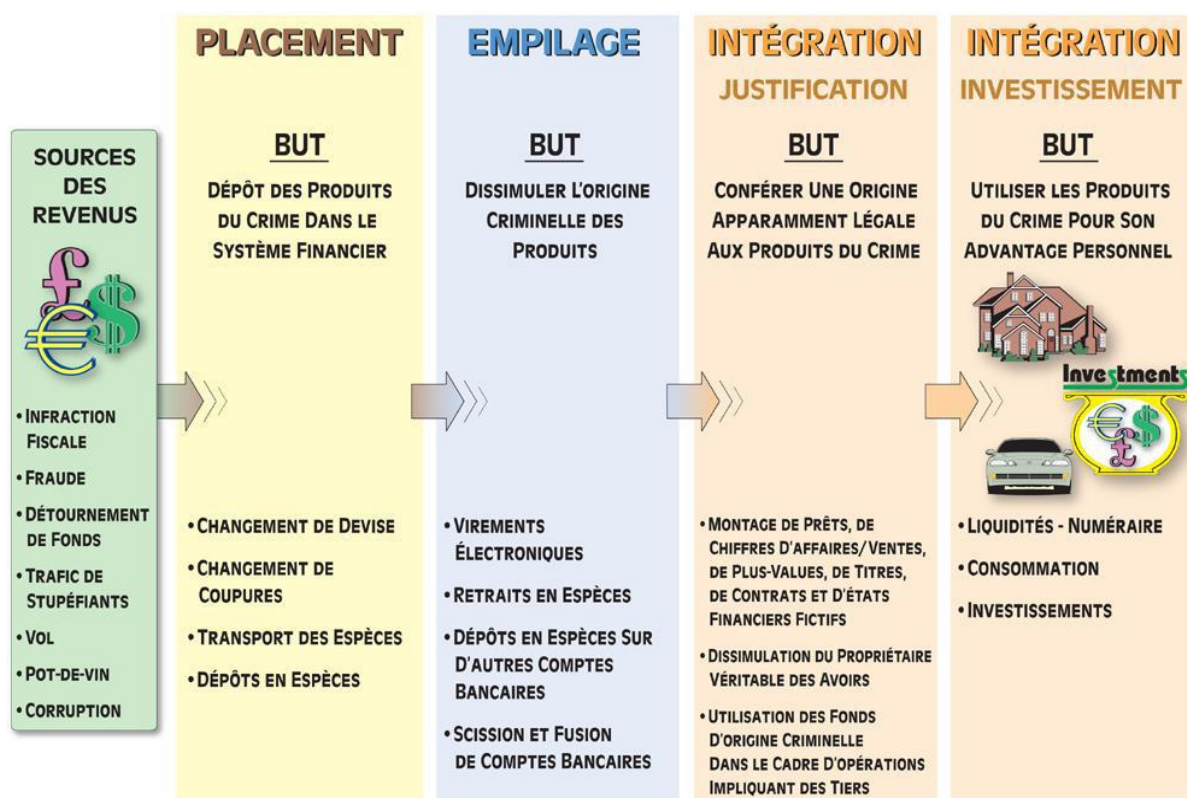 SOURCES
DES
REVENUS
• INFRACTION
FISCALE
• FRAUDE
• DÉTOURNEMENT
DE FONDS
• TRAFIC DE
STUPÉFIANTS
• VOL
• POT-DE-VIN
• CORRUPTION
PLACEMENT
BUT
DÉPÔT DES PRODUITS
DU CRIME DANS LE
SYSTÈME FINANCIER
• CHANGEMENT DE DEVISE
• CHANGEMENT DE
COUPURES
• TRANSPORT DES ESPÈCES
• DÉPÔTS EN ESPÈCES
EMPILAGE
BUT
DISSIMULER L'ORIGINE
CRIMINELLE DES
PRODUITS
• VIREMENTS
ÉLECTRONIQUES
• RETRAITS EN ESPÈCES
• DÉPÔTS EN ESPÈCES SUR
D'AUTRES COMPTES
BANCAIRES
• SCISSION ET FUSION
DE COMPTES BANCAIRES
INTÉGRATION
JUSTIFICATION
BUT
CONFÉRER UNE ORIGINE
APPARAMMENT LÉGALE
AUX PRODUITS DU CRIME
• MONTAGE DE PRÊTS, DE
CHIFFRES D'AFFAIRES/VENTES,
DE PLUS-VALUES, DE TITRES,
DE CONTRATS ET D'ÉTATS
FINANCIERS FICTIFS
• DISSIMULATION DU PROPRIÉTAIRE
VÉRITABLE DES AVOIRS
• UTILISATION DES FONDS
D'ORIGINE CRIMINELLE
DANS LE CADRE D'OPÉRATIONS
IMPLIQUANT DES TIERS
INTÉGRATION
INVESTISSEMENT
BUT
UTILISER LES PRODUITS
DU CRIME POUR SON
ADVANTAGE PERSONNEL
Investments
€ $
£
• LIQUIDITÉS - NUMÉRAIRE
• CONSOMMATION
• INVESTISSEMENTS